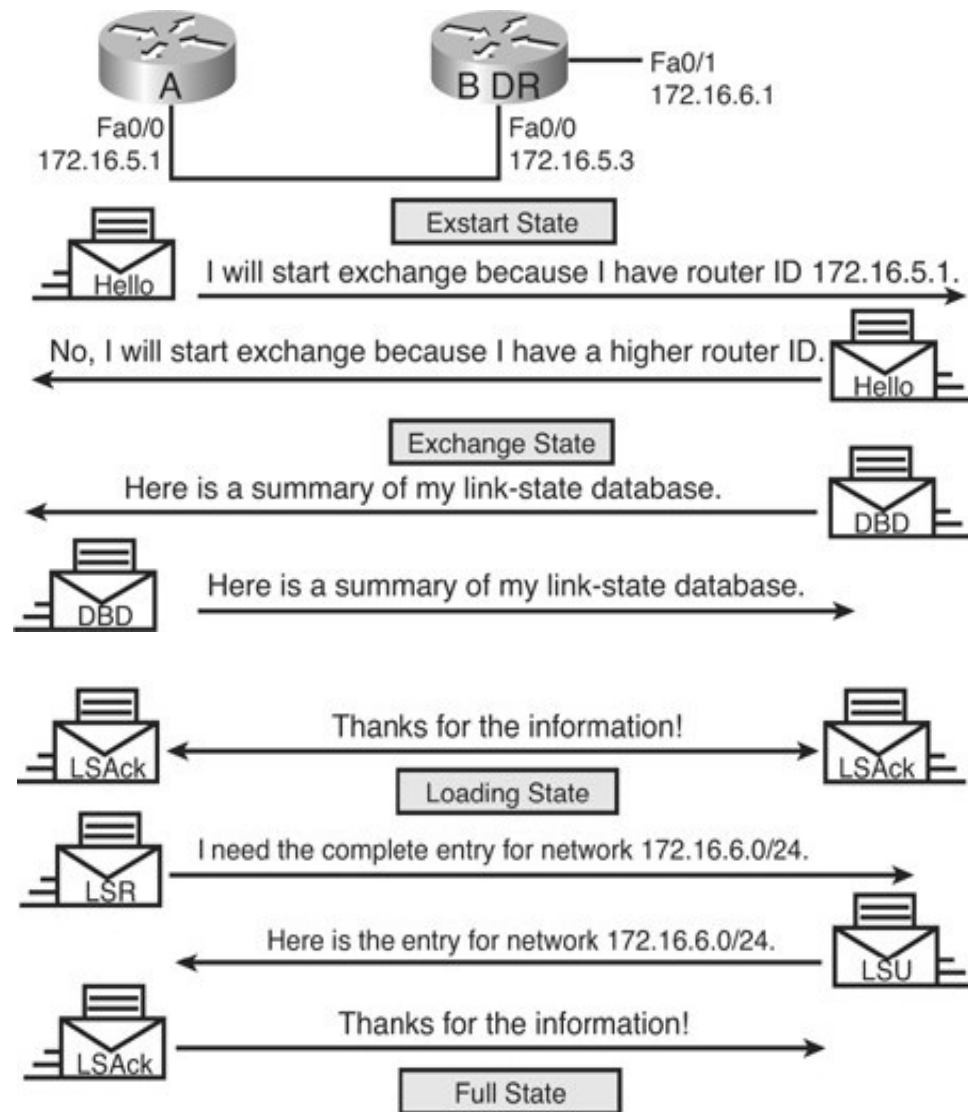 A
B DR
Fa0/1
172.16.6.1
Fa0/0
172.16.5.1
Fa0/0
172.16.5.3
Exstart State
Hello
I will start exchange because I have router ID 172.16.5.1.
No, I will start exchange because I have a higher router ID.
Hello
Exchange State
Here is a summary of my link-state database.
DBD
DBD
Here is a summary of my link-state database.
LSAck
Thanks for the information!
LSAck
Loading State
LSR
I need the complete entry for network 172.16.6.0/24.
Here is the entry for network 172.16.6.0/24.
LSU
LSAck
Thanks for the information!
Full State